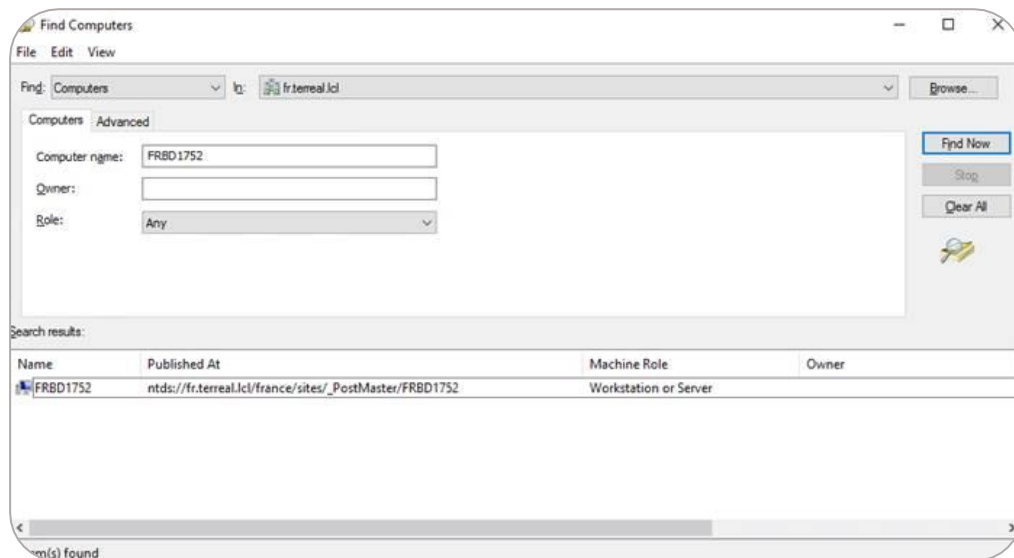 Find Computers
File Edit View
Find: Computers In: fr.terreal.lcl Browse...
Computers Advanced
Computer name: FRBD1752 Find Now
Owner: Stop
Role: Any Clear All
Search results:
Name Published At Machine Role Owner
FRBD1752 ntds://fr.terreal.lcl/france/sites/_PostMaster/FRBD1752 Workstation or Server
found